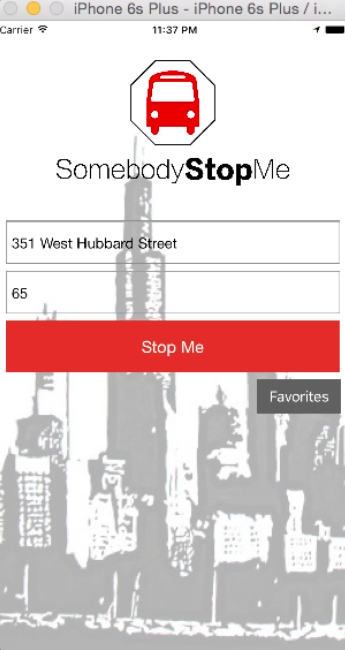 iPhone 6s Plus - iPhone 6s Plus / i...
Carrier 11:37 PM
SomebodyStopMe
351 West Hubbard Street
65
Stop Me
Favorites